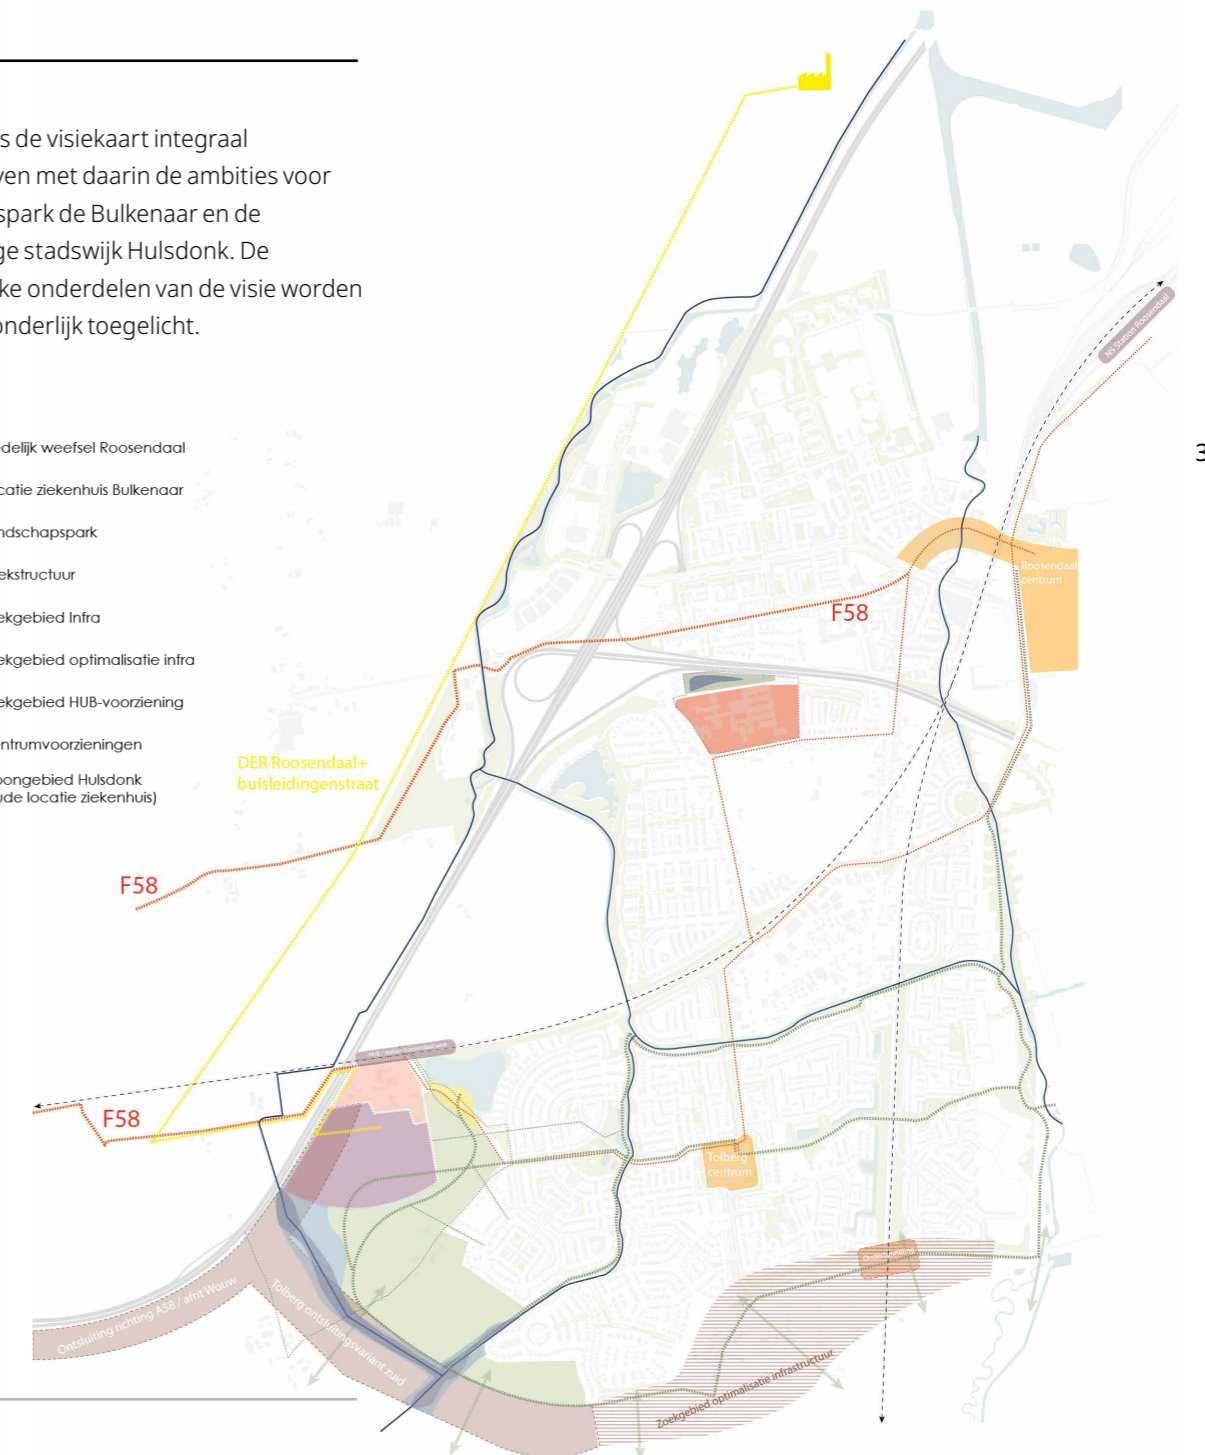 s de visiekaart integraal
ven met daarin de ambities voor
spark de Bulkenaar en de
ge stadswijk Hulsdonk. De
ke onderdelen van de visie worden
onderlijk toegelicht.
edelijk weefsel Roosendaal
catie ziekenhuis Bulkenaar
ndschapspark
ekstructuur
ekgebied Infra
ekgebied optimalisatie infra
ekgebied HUB-voorziening
entrumvoorzieningen
oongebied Hulsdonk
ude locatie ziekenhuis)
NS Station Roosendaal
3
Roosendaal
centrum
F58
DER Roosendaal+
buisleidingenstraat
F58
F58
Tolberg
centrum
Ondertunneling
Ontsluiting richting A58 / afrit Wouw
Tolberg ontsluitingsvariant zuid
Zoekgebied optimalisatie infrastructuur